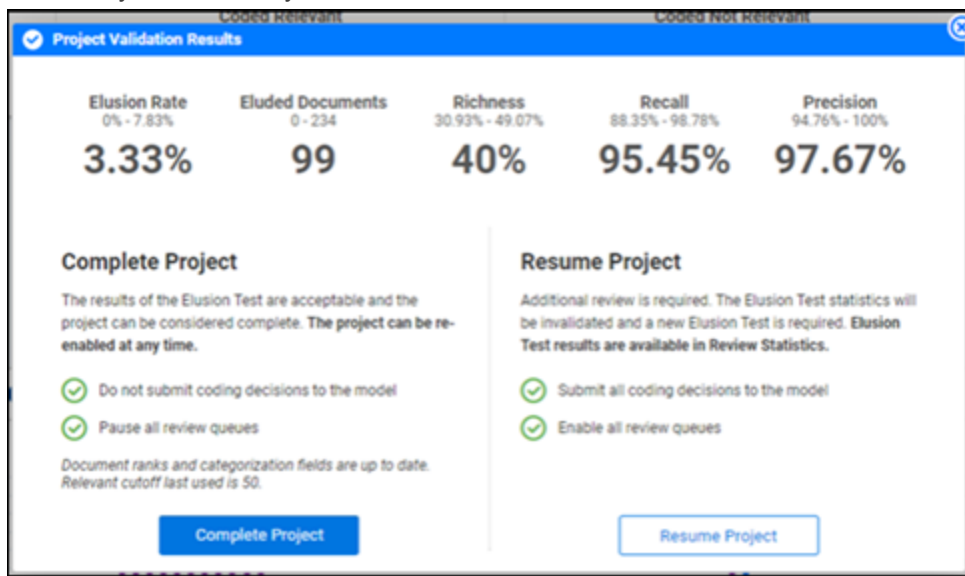 Coded Relevant Coded Not Relevant
Project Validation Results
Elusion Rate Eluded Documents Richness Recall Precision
0% - 7.83% 0 - 234 30.93% - 49.07% 88.35% - 98.78% 94.76% - 100%
3.33% 99 40% 95.45% 97.67%
Complete Project
The results of the Elusion Test are acceptable and the
project can be considered complete. The project can be re-
enabled at any time.
Do not submit coding decisions to the model
Pause all review queues
Document ranks and categorization fields are up to date.
Relevant cutoff last used is 50.
Complete Project
Resume Project
Additional review is required. The Elusion Test statistics will
be invalidated and a new Elusion Test is required. Elusion
Test results are available in Review Statistics.
Submit all coding decisions to the model
Enable all review queues
Resume Project